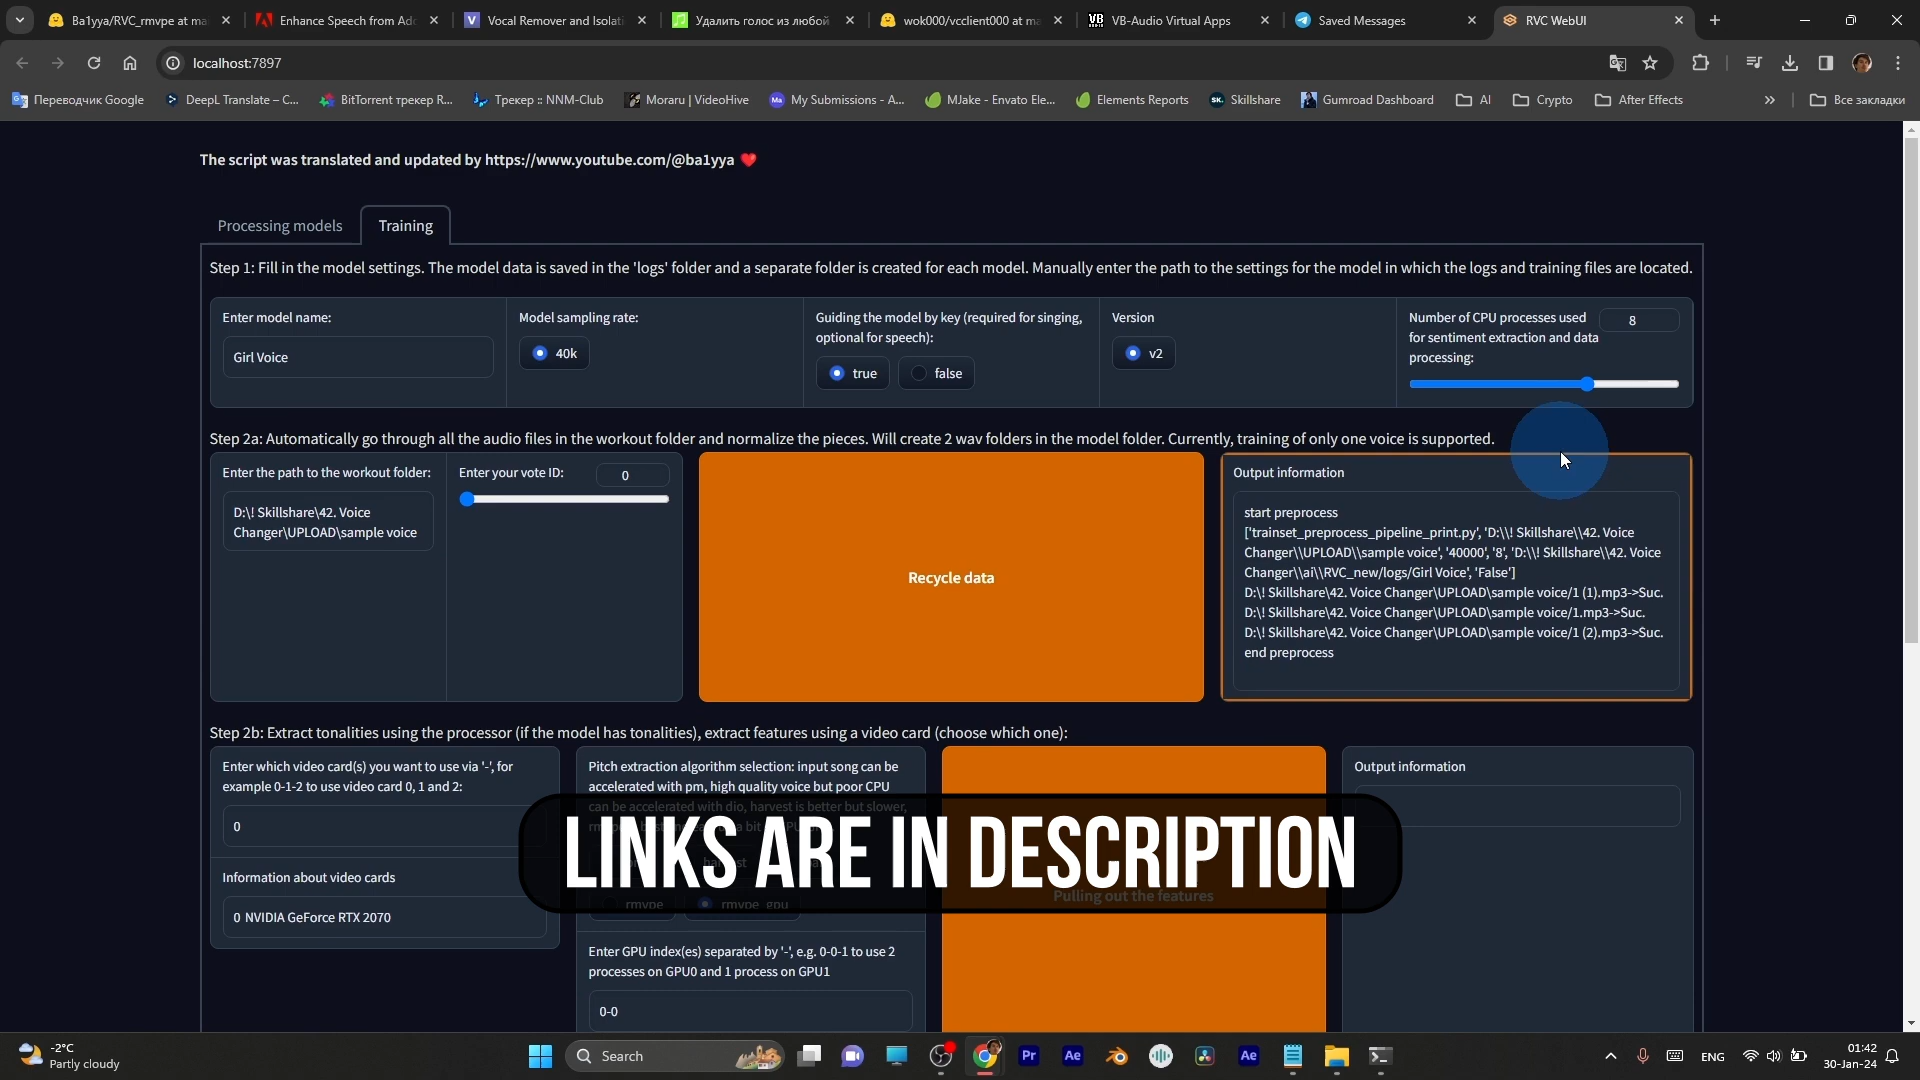 Ba1yya/RVC_rmvpe at mai
Enhance Speech from Ado
Vocal Remover and Isolati
Удалить голос из любой
wok000/vcclient000 at ma
VB-Audio Virtual Apps
Saved Messages
RVC WebUI
localhost:7897
Переводчик Google
DeepL Translate – C...
BitTorrent трекер R...
Трекер :: NNM-Club
Moraru | VideoHive
My Submissions - A...
MJake - Envato Ele...
Elements Reports
Skillshare
Gumroad Dashboard
AI
Crypto
After Effects
Все закладки
The script was translated and updated by https://www.youtube.com/@ba1yya
Processing models
Training
Step 1: Fill in the model settings. The model data is saved in the 'logs' folder and a separate folder is created for each model. Manually enter the path to the settings for the model in which the logs and training files are located.
Enter model name:
Girl Voice
Model sampling rate:
40k
Guiding the model by key (required for singing,
optional for speech):
true
false
Version
v2
Number of CPU processes used
for sentiment extraction and data
processing:
8
Step 2a: Automatically go through all the audio files in the workout folder and normalize the pieces. Will create 2 wav folders in the model folder. Currently, training of only one voice is supported.
Enter the path to the workout folder:
D:\! Skillshare\42. Voice
Changer\UPLOAD\sample voice
Enter your vote ID:
0
Recycle data
Output information
start preprocess
['trainset_preprocess_pipeline_print.py', 'D:\\! Skillshare\\42. Voice
Changer\\UPLOAD\\sample voice', '40000', '8', 'D:\\! Skillshare\\42. Voice
Changer\\ai\\RVC_new/logs/Girl Voice', 'False']
D:\! Skillshare\42. Voice Changer\UPLOAD\sample voice/1 (1).mp3->Suc.
D:\! Skillshare\42. Voice Changer\UPLOAD\sample voice/1.mp3->Suc.
D:\! Skillshare\42. Voice Changer\UPLOAD\sample voice/1 (2).mp3->Suc.
end preprocess
Step 2b: Extract tonalities using the processor (if the model has tonalities), extract features using a video card (choose which one):
Enter which video card(s) you want to use via '-', for
example 0-1-2 to use video card 0, 1 and 2:
0
Information about video cards
0 NVIDIA GeForce RTX 2070
Pitch extraction algorithm selection: input song can be
accelerated with pm, high quality voice but poor CPU
can be accelerated with dio, harvest is better but slower,
rmvpe
rmvpe_gpu
Enter GPU index(es) separated by '-', e.g. 0-0-1 to use 2
processes on GPU0 and 1 process on GPU1
0-0
Pulling out the features
Output information
LINKS ARE IN DESCRIPTION
-2°C
Partly cloudy
Search
ENG
01:42
30-Jan-24